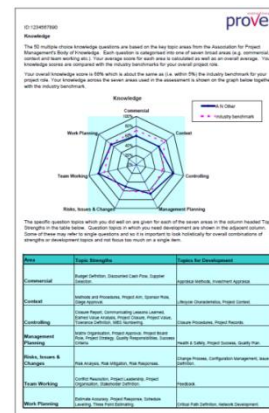 prove
ID 1234567890
Knowledge
The 50 multiple choice knowledge questions are based on the key topic areas from the Association for Project
Management's Body of Knowledge. Each question is categorised into one of seven broad areas (e.g. commercial,
context and team working etc.). Your average score for each area is calculated as well as an overall average. Your
knowledge scores are compared with the industry benchmarks for your overall project role.
Your overall knowledge score is 68% which is about the same as (i.e. within 5%) the industry benchmark for your
project role. Your knowledge across the seven areas used in the assessment is shown on the graph below together
with the industry benchmark.
Knowledge
A N Other
Industry benchmark
Commercial
100%
Work Planning
Context
Team Working
Controlling
Risks, Issues & Changes
Management Planning
The specific question topics which you did well on are given for each of the seven areas in the column headed Topic
Strengths in the table below. Question topics in which you need development are shown in the adjacent column.
Some of these may refer to single questions and so it is important to look holistically for overall combinations of
strengths or development topics and not focus too much on a single item.
Area Topic Strengths Topics for Development
Commercial Budget Definition, Discounted Cash Flow, Supplier
Selection Appraisal Methods, Investment Appraisal
Context Methods and Procedures, Project Aim, Sponsor Role,
Stage Approval Lifecycle Characteristics, Project Context
Controlling Closure Report, Communicating Lessons Learned,
Earned Value Analysis, Project Closure, Project Value,
Tolerance Definition, WBS Numbering Closure Procedures, Project Records
Management
Planning Matrix Organisation, Project Approval, Project Board
Role, Project Strategy, Quality Responsibilities, Success
Criteria Health & Safety, Project Success, Quality Plan
Risks, Issues &
Changes Risk Analysis, Risk Mitigation, Risk Responses Change Process, Configuration Management, Issue
Definition
Team Working Conflict Resolution, Project Leadership, Project
Organisation, Stakeholder Definition Feedback
Work Planning Estimate Accuracy, Project Response, Schedule
Levelling, Three Point Estimating Critical Path Definition, Network Development